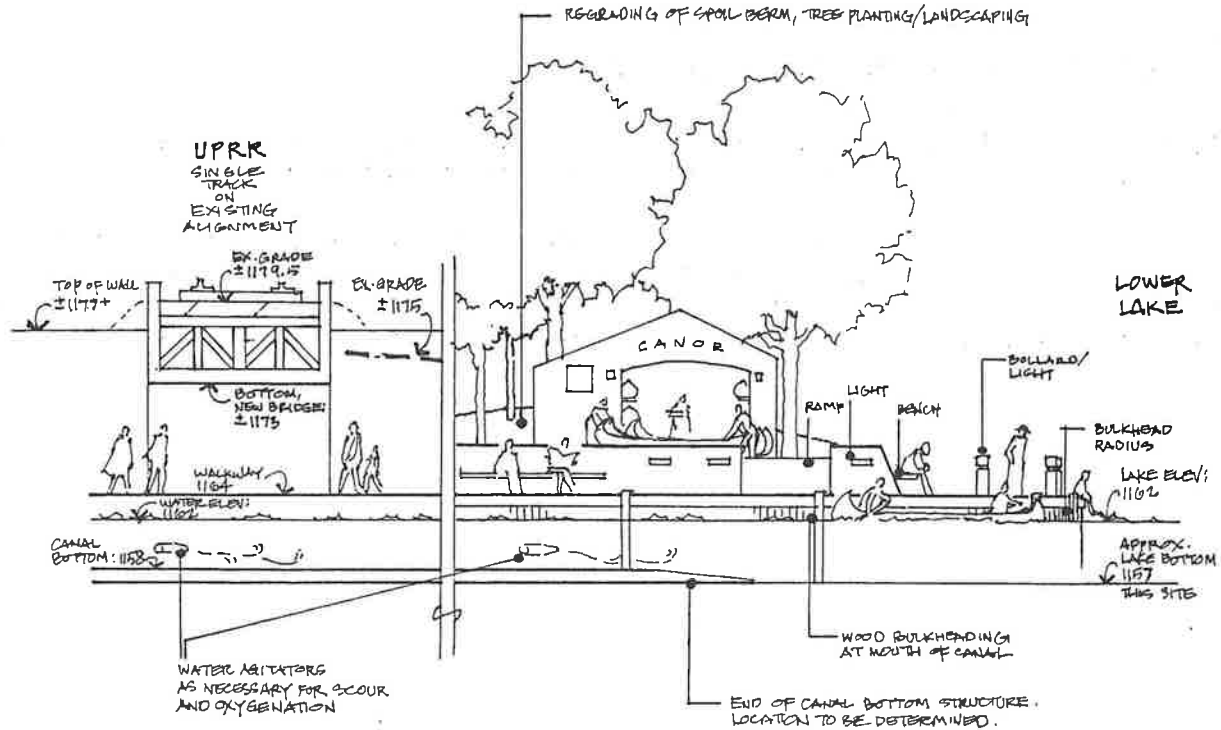 REGRADING OF SPOIL BERM, TREE PLANTING/LANDSCAPING
UPRR
SINGLE
TRACK
ON
EXISTING
ALIGNMENT
EX. GRADE
±1179.5
TOP OF WALL
±1177+
EX. GRADE
±1175
LOWER
LAKE
CANOE
BOLLARD/
LIGHT
RAMP
LIGHT
BENCH
BULKHEAD
RADIUS
BOTTOM,
NEW BRIDGE:
±1173
WALKWAY
1164
WATER ELEV:
1162
LAKE ELEV:
1162
CANAL
BOTTOM: 1158
APPROX.
LAKE BOTTOM
1157
THIS SITE
WOOD BULKHEADING
AT MOUTH OF CANAL
WATER AGITATORS
AS NECESSARY FOR SCOUR
AND OXYGENATION
END OF CANAL BOTTOM STRUCTURE.
LOCATION TO BE DETERMINED.